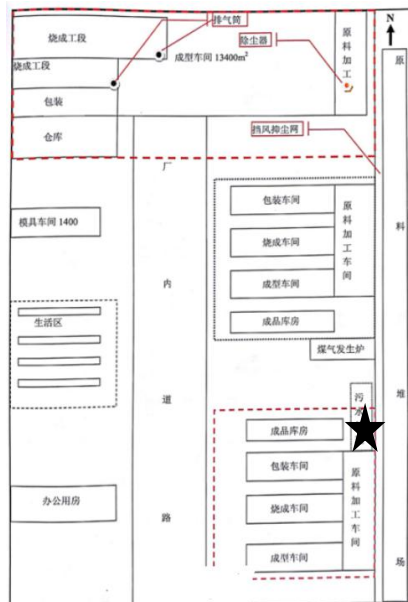 排气筒
N
烧成工段
除尘器
原料加工
成型车间 13400m²
烧成工段
包装
仓库
挡风抑尘网
原料堆场
厂内道路
包装车间
烧成车间
成型车间
成品库房
原料加工车间
模具车间 1400
生活区
煤气发生炉
污水
成品库房
包装车间
烧成车间
成型车间
原料加工车间
办公用房